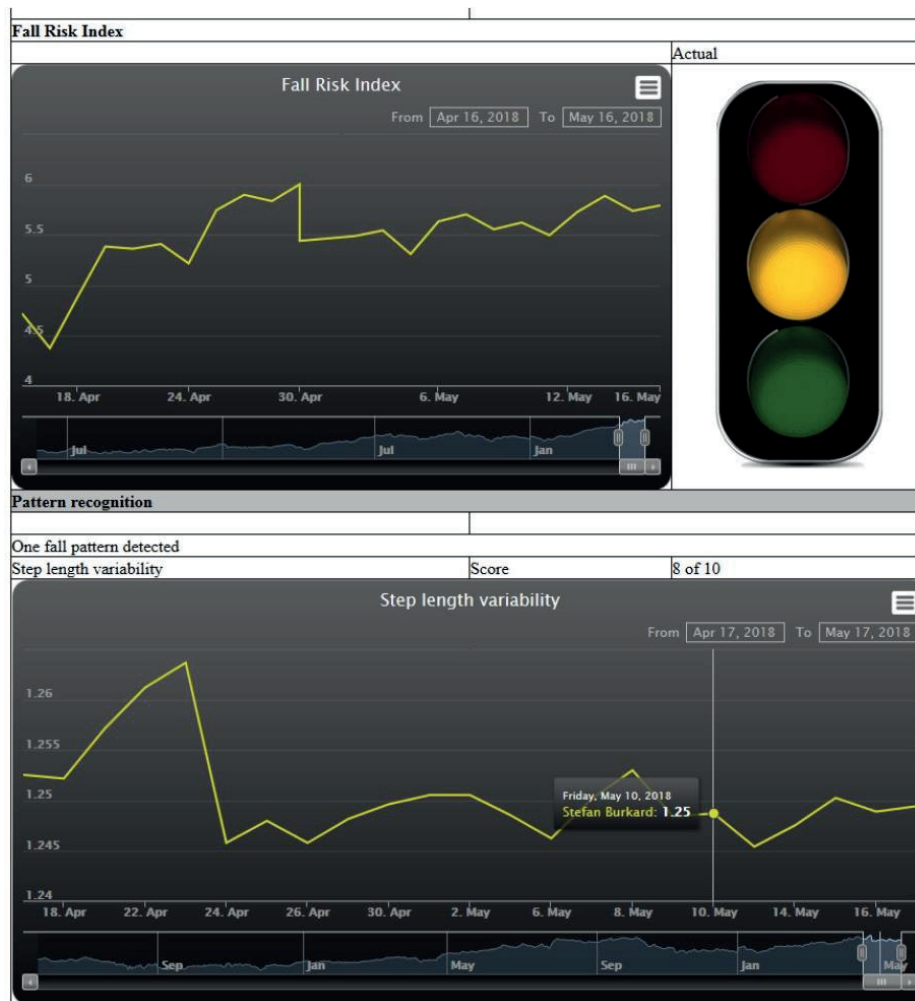 Fall Risk Index
Actual
Fall Risk Index
From Apr 16, 2018 To May 16, 2018
6
5.5
5
4.5
4
18. Apr 24. Apr 30. Apr 6. May 12. May 16. May
Jul Jul Jan
Pattern recognition
One fall pattern detected
Step length variability Score 8 of 10
Step length variability
From Apr 17, 2018 To May 17, 2018
1.26
1.255
1.25
Friday, May 10, 2018
Stefan Burkard: 1.25
1.245
1.24
18. Apr 22. Apr 24. Apr 26. Apr 30. Apr 2. May 6. May 8. May 10. May 14. May 16. May
Sep Jan May Sep Jan May